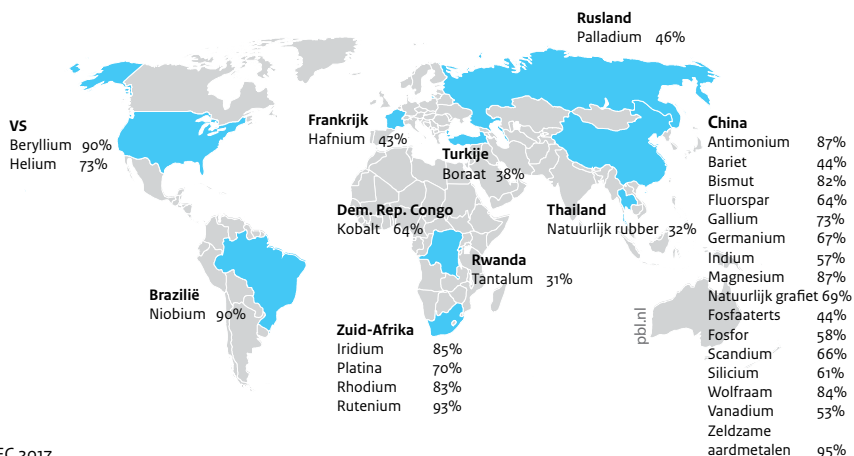 Rusland
Palladium 46%
VS
Beryllium 90%
Helium 73%
Frankrijk
Hafnium 43%
Turkije
Boraat 38%
Dem. Rep. Congo
Kobalt 64%
Thailand
Natuurlijk rubber 32%
Rwanda
Tantalum 31%
Brazilië
Niobium 90%
Zuid-Afrika
Iridium 85%
Platina 70%
Rhodium 83%
Rutenium 93%
China
Antimonium 87%
Bariet 44%
Bismut 82%
Fluorspar 64%
Gallium 73%
Germanium 67%
Indium 57%
Magnesium 87%
Natuurlijk grafiet 69%
Fosfaaterts 44%
Fosfor 58%
Scandium 66%
Silicium 61%
Wolfraam 84%
Vanadium 53%
Zeldzame
aardmetalen 95%
pbl.nl
EC 2017